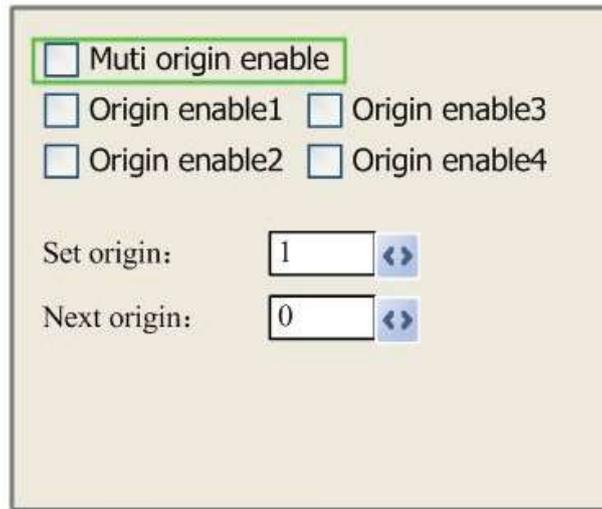 Muti origin enable
Origin enable1 Origin enable3
Origin enable2 Origin enable4
Set origin: 1
Next origin: 0